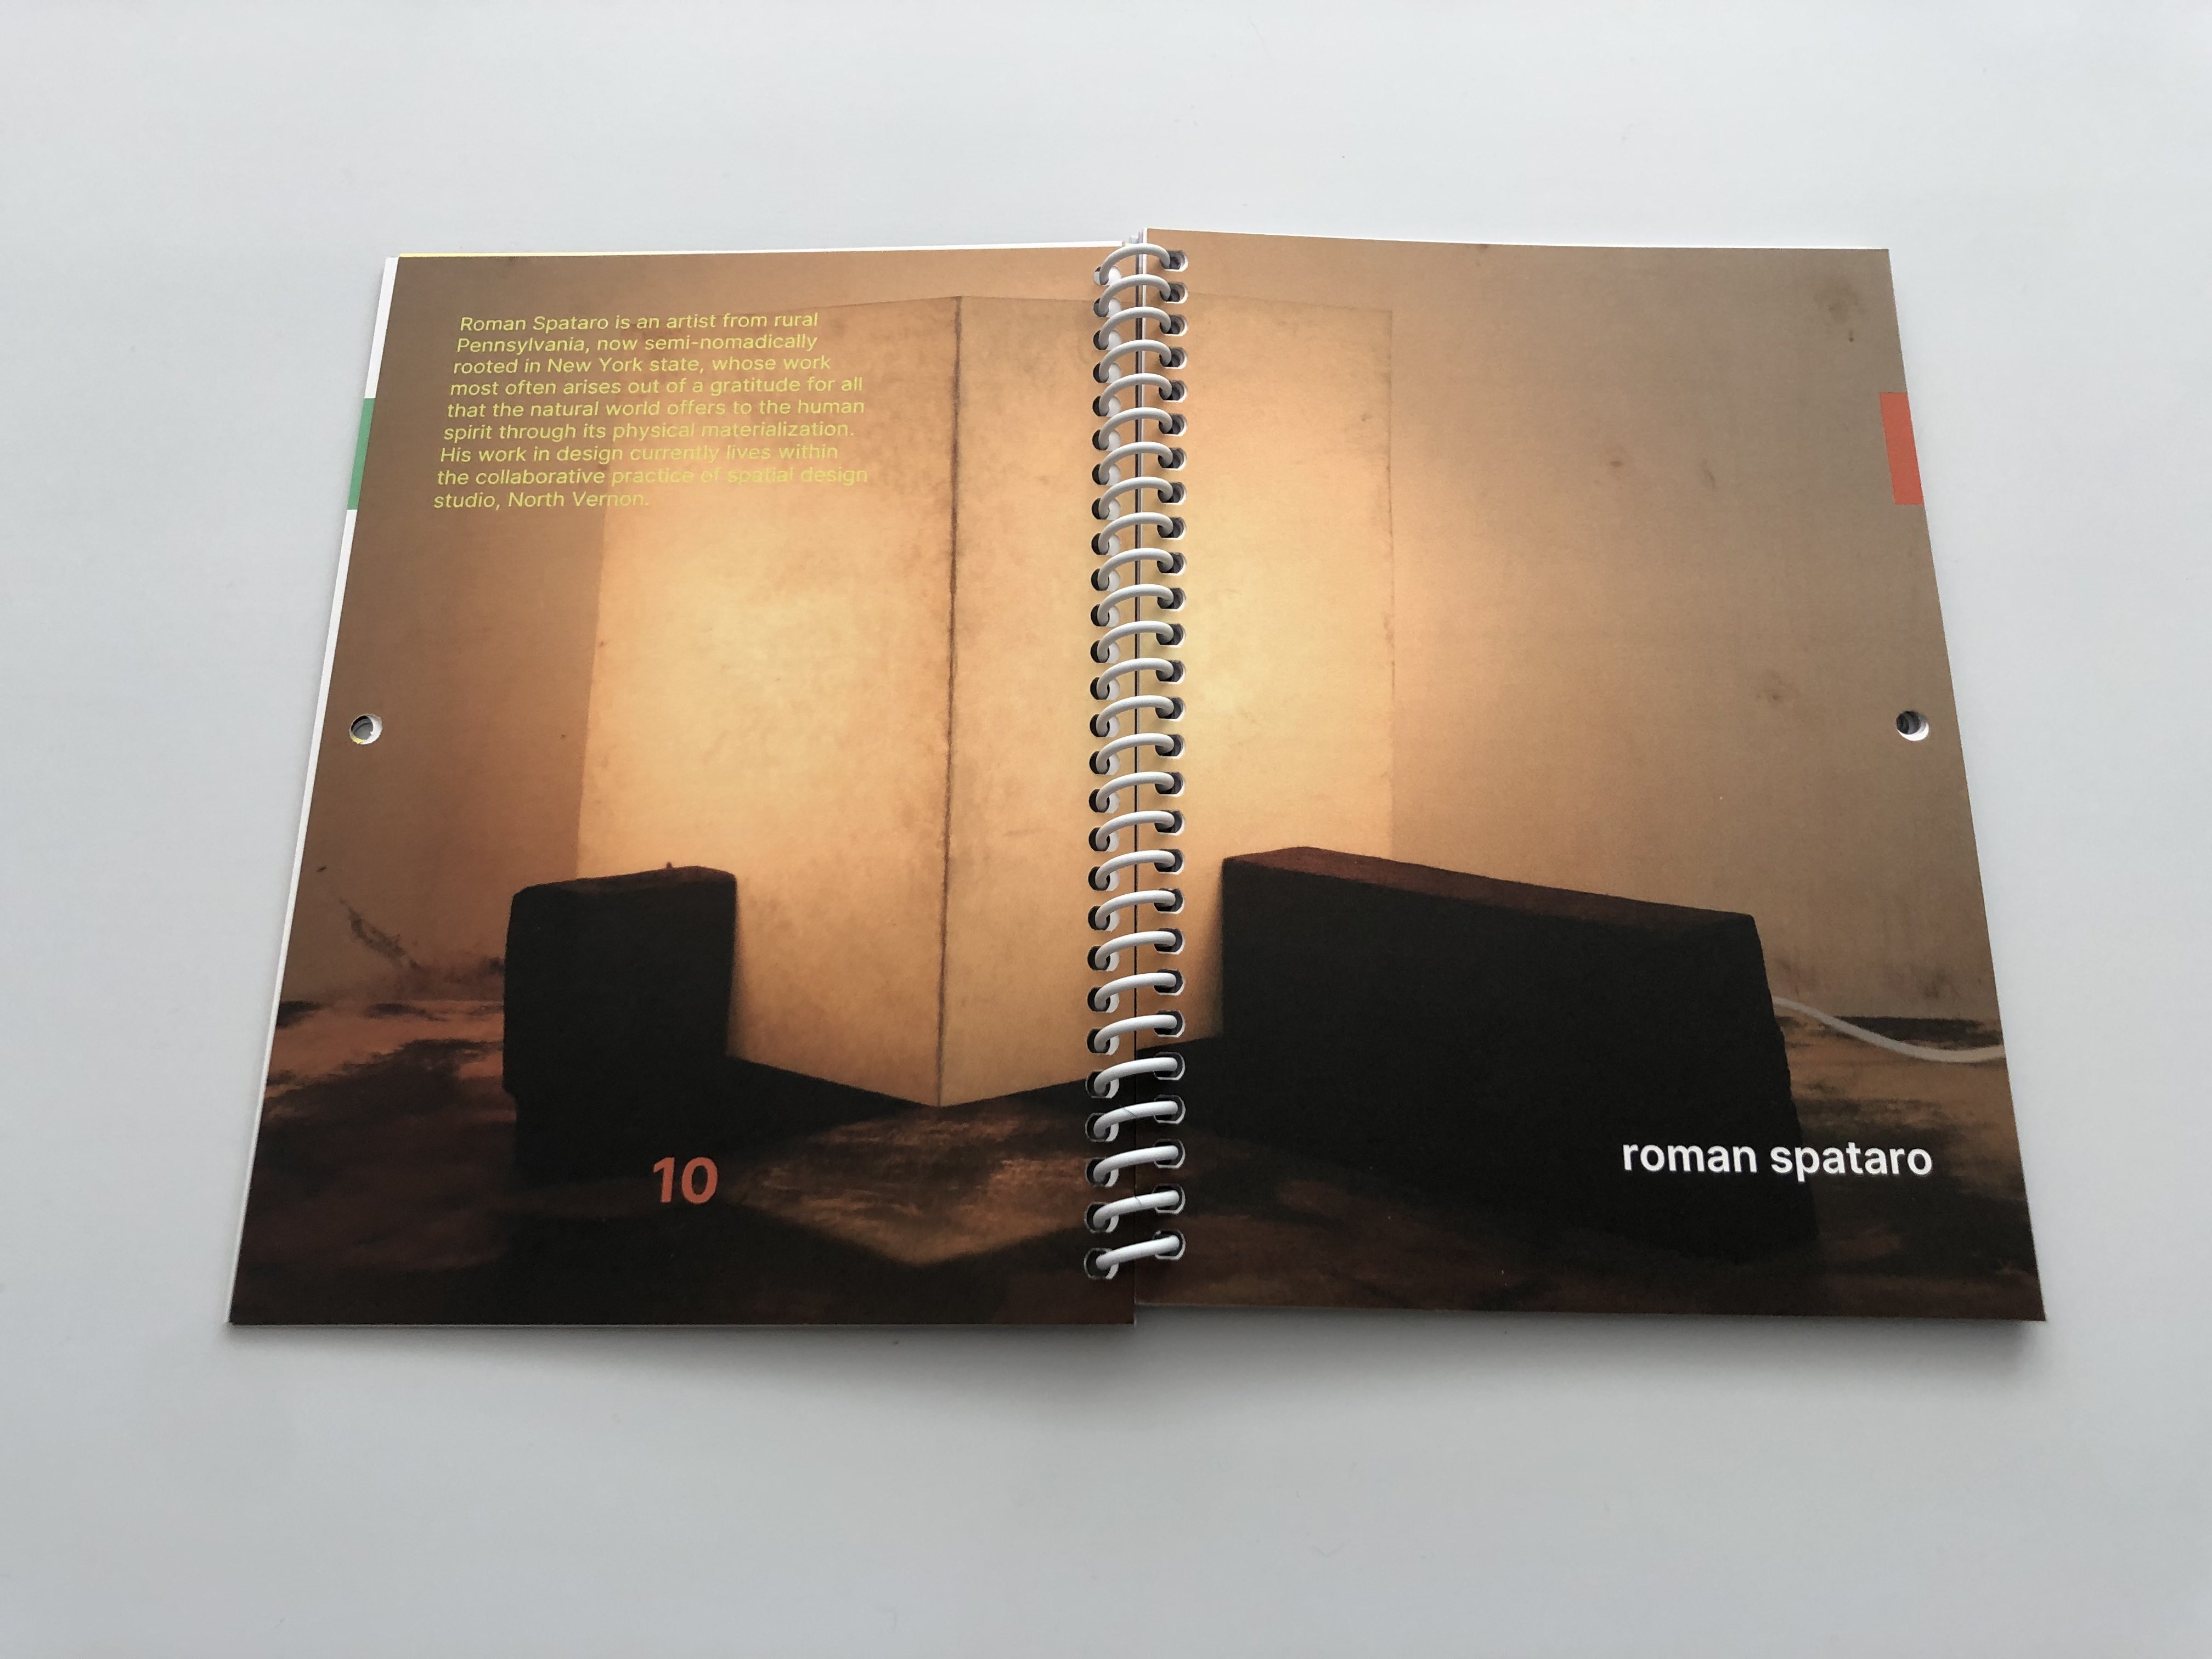 Roman Spataro is an artist from rural
Pennsylvania, now semi-nomadically
rooted in New York state, whose work
most often arises out of a gratitude for all
that the natural world offers to the human
spirit through its physical materialization.
His work in design currently lives within
the collaborative practice of spatial design
studio, North Vernon.
10
roman spataro